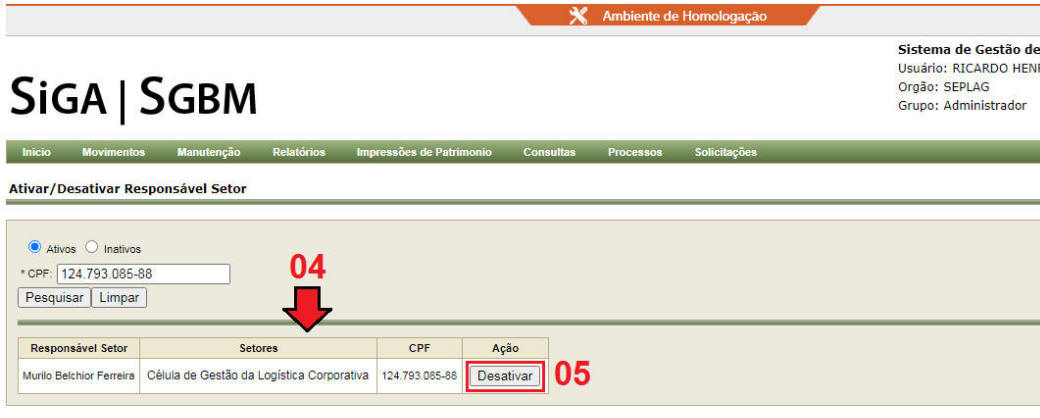 Ambiente de Homologação
Sistema de Gestão de
Usuário: RICARDO HEN
Orgão: SEPLAG
Grupo: Administrador
SiGA | SGBM
Inicio Movimentos Manutenção Relatórios Impressões de Patrimonio Consultas Processos Solicitações
Ativar/Desativar Responsável Setor
Ativos Inativos
* CPF: 124.793.085-88
04
Pesquisar Limpar
Responsável Setor Setores CPF Ação
Murilo Belchior Ferreira Célula de Gestão da Logística Corporativa 124.793.085-88 Desativar 05